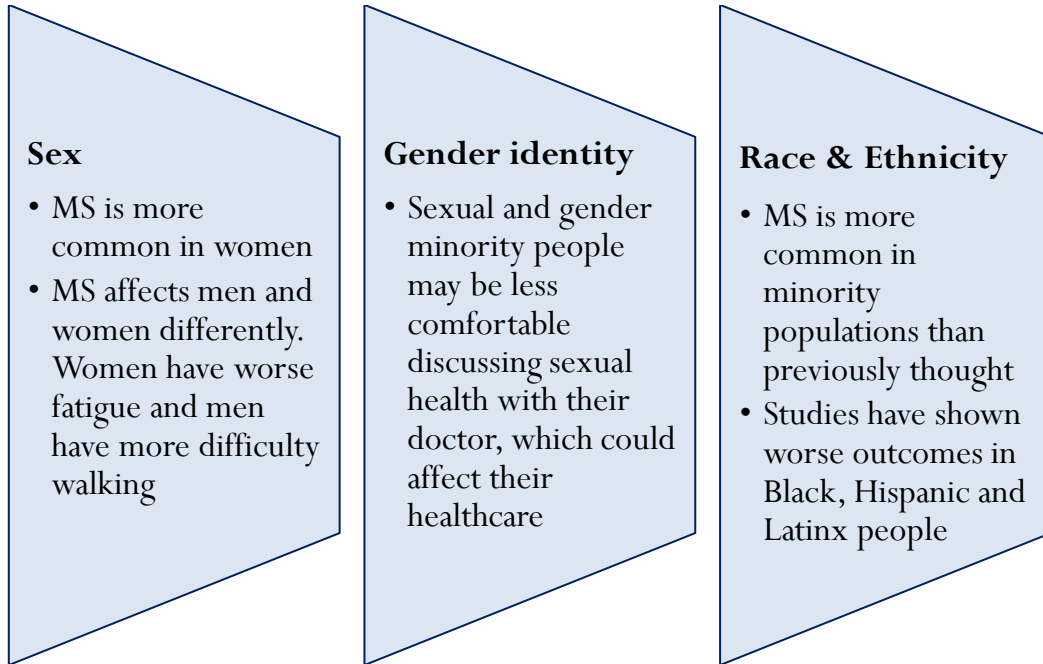 Sex
• MS is more
common in women
• MS affects men and
women differently.
Women have worse
fatigue and men
have more difficulty
walking
Gender identity
• Sexual and gender
minority people
may be less
comfortable
discussing sexual
health with their
doctor, which could
affect their
healthcare
Race & Ethnicity
• MS is more
common in
minority
populations than
previously thought
• Studies have shown
worse outcomes in
Black, Hispanic and
Latinx people